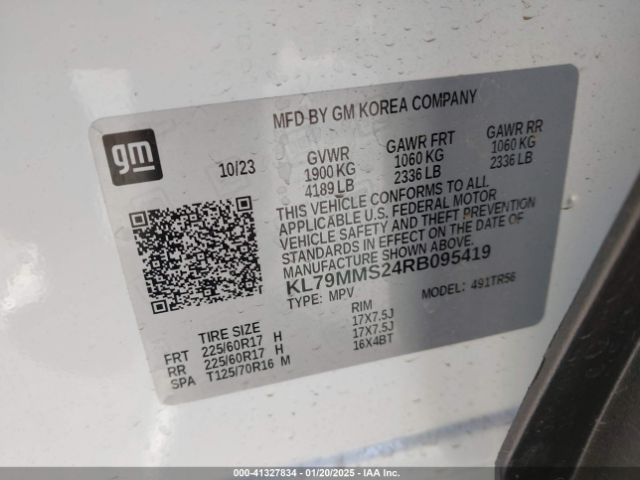 MFD BY GM KOREA COMPANY
gm
10/23
GVWR GAWR FRT GAWR RR
1900 KG 1060 KG 1060 KG
4189 LB 2336 LB 2336 LB
THIS VEHICLE CONFORMS TO ALL
APPLICABLE U.S. FEDERAL MOTOR
VEHICLE SAFETY AND THEFT PREVENTION
STANDARDS IN EFFECT ON THE DATE OF
MANUFACTURE SHOWN ABOVE.
KL79MMS24RB095419
TYPE: MPV MODEL: 491TR56
TIRE SIZE RIM
FRT 225/60R17 H 17X7.5J
RR 225/60R17 H 17X7.5J
SPA T125/70R16 M 16X4BT
000-41327834 / 01/20/2025 / IAA Inc.